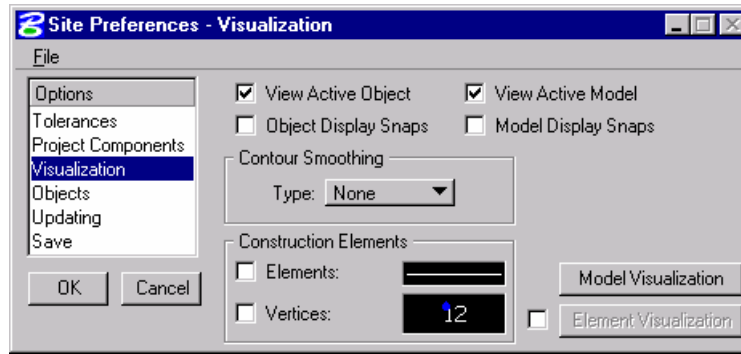 Site Preferences - Visualization
File
Options
Tolerances
Project Components
Visualization
Objects
Updating
Save
OK
Cancel
View Active Object
View Active Model
Object Display Snaps
Model Display Snaps
Contour Smoothing
Type: None
Construction Elements
Elements:
Vertices: 12
Model Visualization
Element Visualization